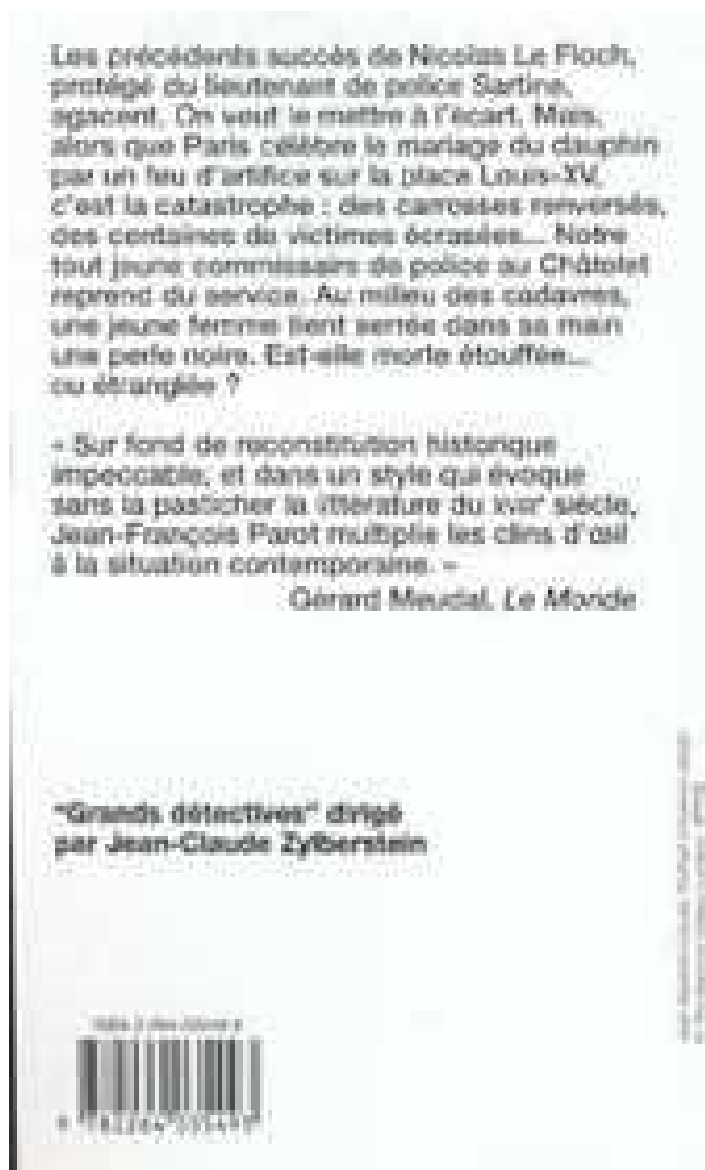 Les précédents succès de Nicolas Le Floch,
protégé du lieutenant de police Sartine,
agacent. On veut le mettre à l'écart. Mais,
alors que Paris célèbre le mariage du dauphin
par un feu d'artifice sur la place Louis-XV,
c'est la catastrophe : des carrosses renversés,
des centaines de victimes écrasées... Notre
tout jeune commissaire de police au Châtelet
reprend du service. Au milieu des cadavres,
une jeune femme tient serrée dans sa main
une perle noire. Est-elle morte étouffée...
ou étranglée ?
« Sur fond de reconstitution historique
impeccable, et dans un style qui évoque
sans la pasticher la littérature du XVIIIe siècle,
Jean-François Parot multiplie les clins d'œil
à la situation contemporaine. »
Gérard Meudal, Le Monde
"Grands détectives" dirigé
par Jean-Claude Zylberstein
ISBN